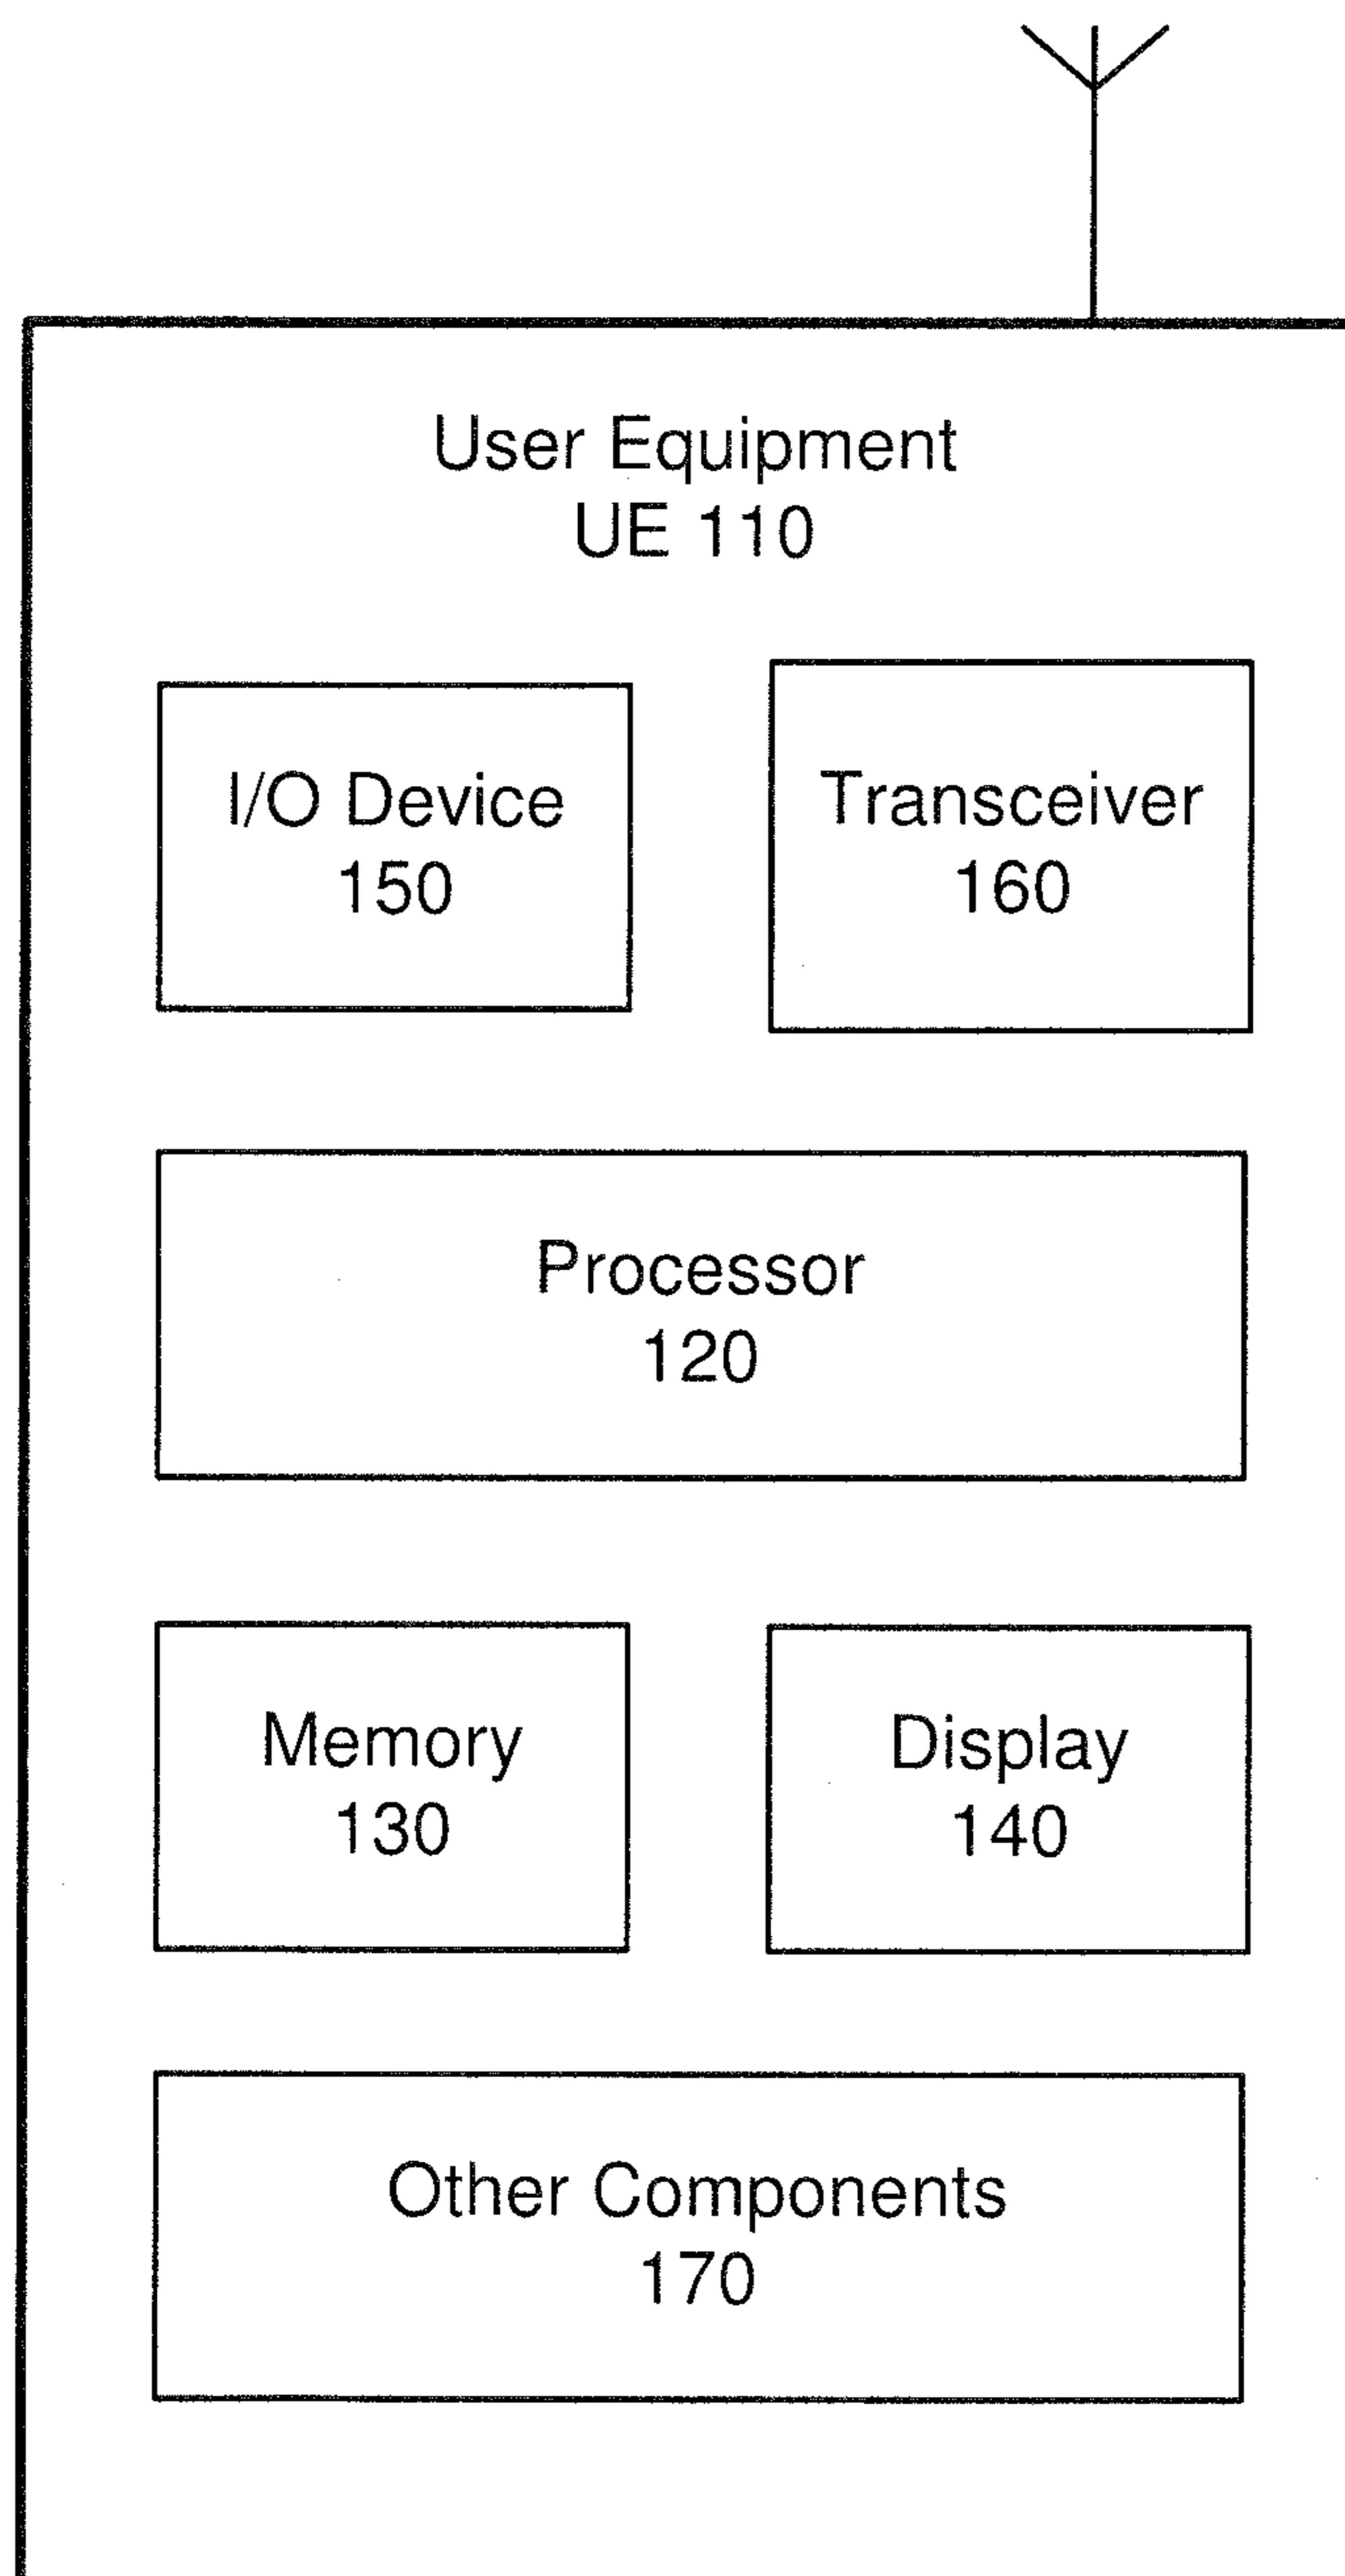 User Equipment
UE 110
I/O Device
150
Transceiver
160
Processor
120
Memory
130
Display
140
Other Components
170